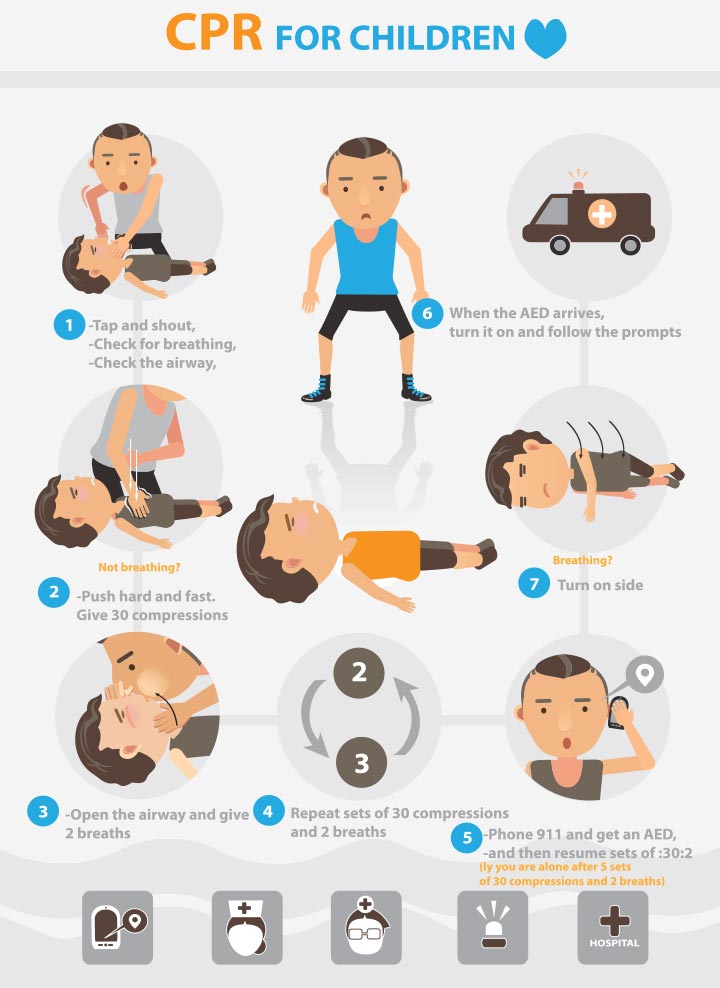 CPR FOR CHILDREN
1
-Tap and shout,
-Check for breathing,
-Check the airway,
Not breathing?
2
-Push hard and fast.
Give 30 compressions
3
-Open the airway and give
2 breaths
2
3
4
Repeat sets of 30 compressions
and 2 breaths
5
-Phone 911 and get an AED,
-and then resume sets of :30:2
(Iy you are alone after 5 sets
of 30 compressions and 2 breaths)
6
When the AED arrives,
turn it on and follow the prompts
Breathing?
7
Turn on side
HOSPITAL